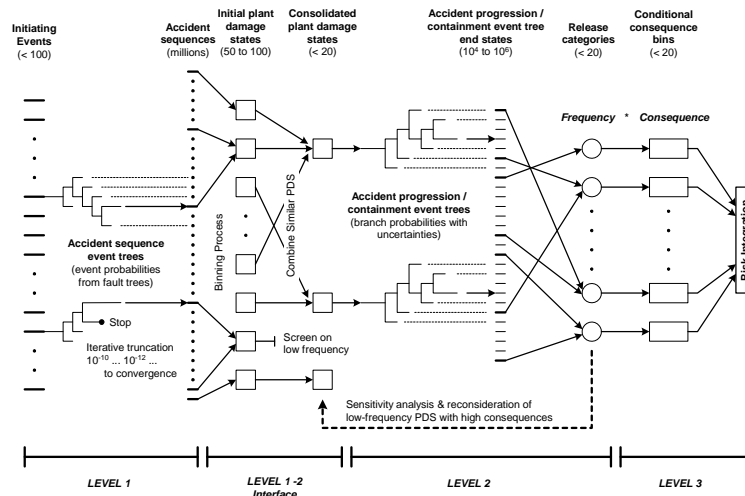 Initiating
Events
(< 100)
Accident
sequences
(millions)
Initial plant
damage
states
(50 to 100)
Consolidated
plant damage
states
(< 20)
Accident progression /
containment event tree
end states
(10⁴ to 10⁶)
Release
categories
(< 20)
Conditional
consequence
bins
(< 20)
Frequency * Consequence
Accident sequence
event trees
(event probabilities
from fault trees)
Stop
Iterative truncation
10⁻¹⁰ ... 10⁻¹² ...
to convergence
Binning Process
Combine Similar PDS
Screen on
low frequency
Accident progression /
containment event trees
(branch probabilities with
uncertainties)
Sensitivity analysis & reconsideration of
low-frequency PDS with high consequences
Risk Integration
LEVEL 1
LEVEL 1 -2
Interface
LEVEL 2
LEVEL 3